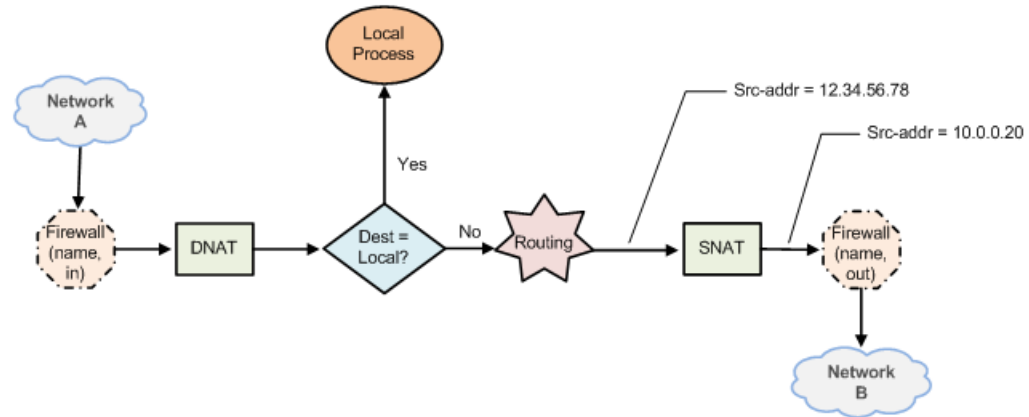 Local
Process
Network
A
Src-addr = 12.34.56.78
Src-addr = 10.0.0.20
Yes
Firewall
(name,
in)
DNAT
Dest =
Local?
No
Routing
SNAT
Firewall
(name,
out)
Network
B